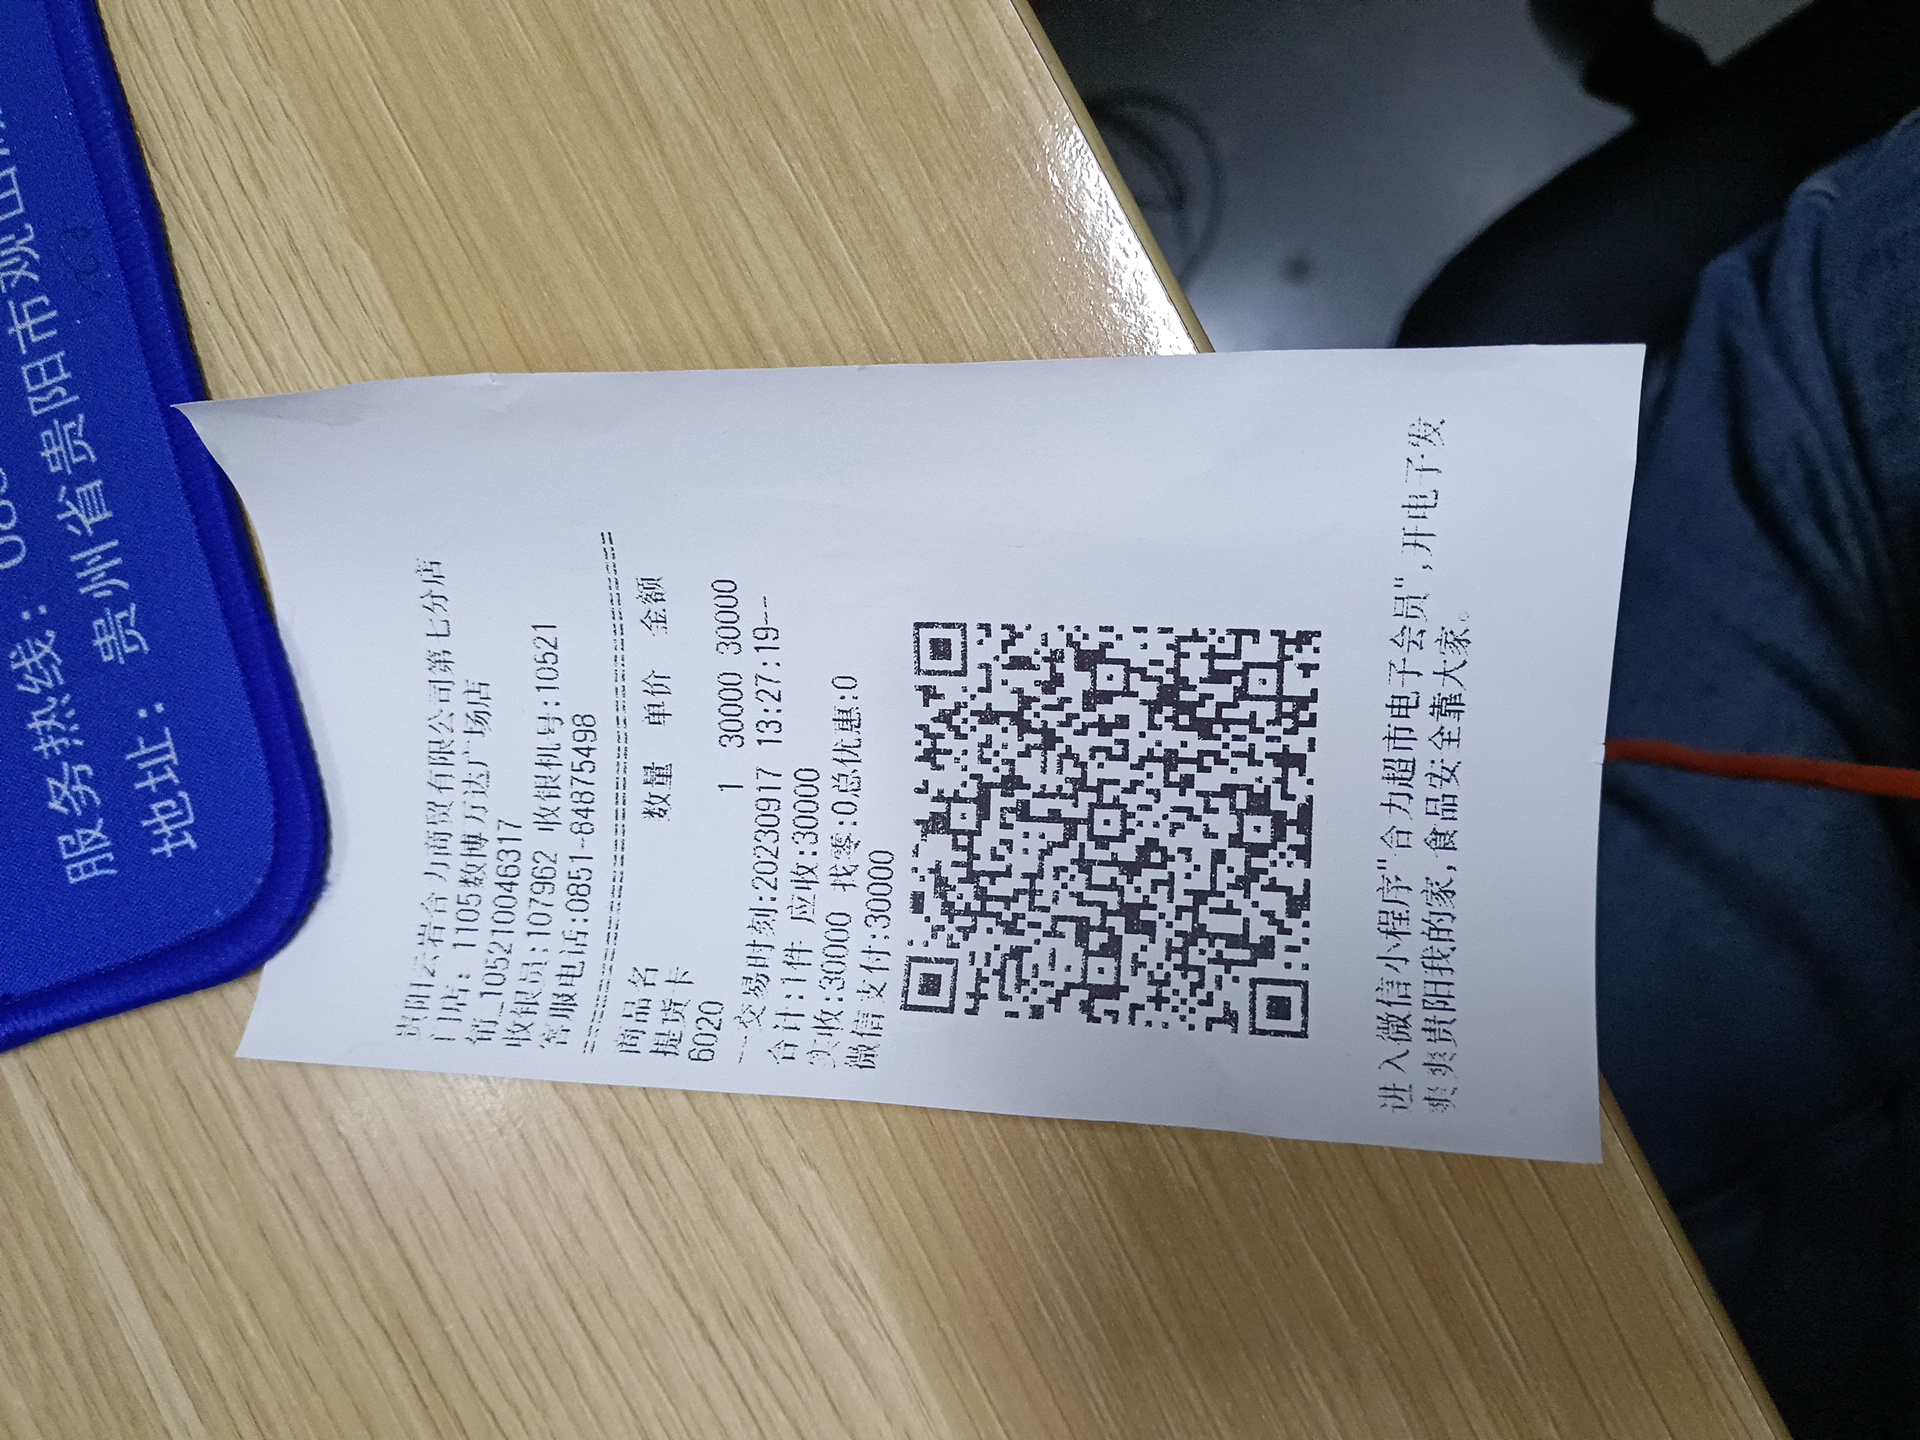 服务热线：
地址：贵州省贵阳市观山
贵阳云岩合力商贸有限公司第七分店
门店：1105数博万达广场店
销_105210046317
收银员:107962 收银机号:10521
客服电话:0851-84875498
商品名 数量 单价 金额
提货卡
6020 1 30000 30000
--交易时刻:20230917 13:27:19--
合计:1件 应收:30000
实收:30000 找零:0总优惠:0
微信支付:30000
进入微信小程序"合力超市电子会员",开电子发
爽爽贵阳我的家,食品安全靠大家。